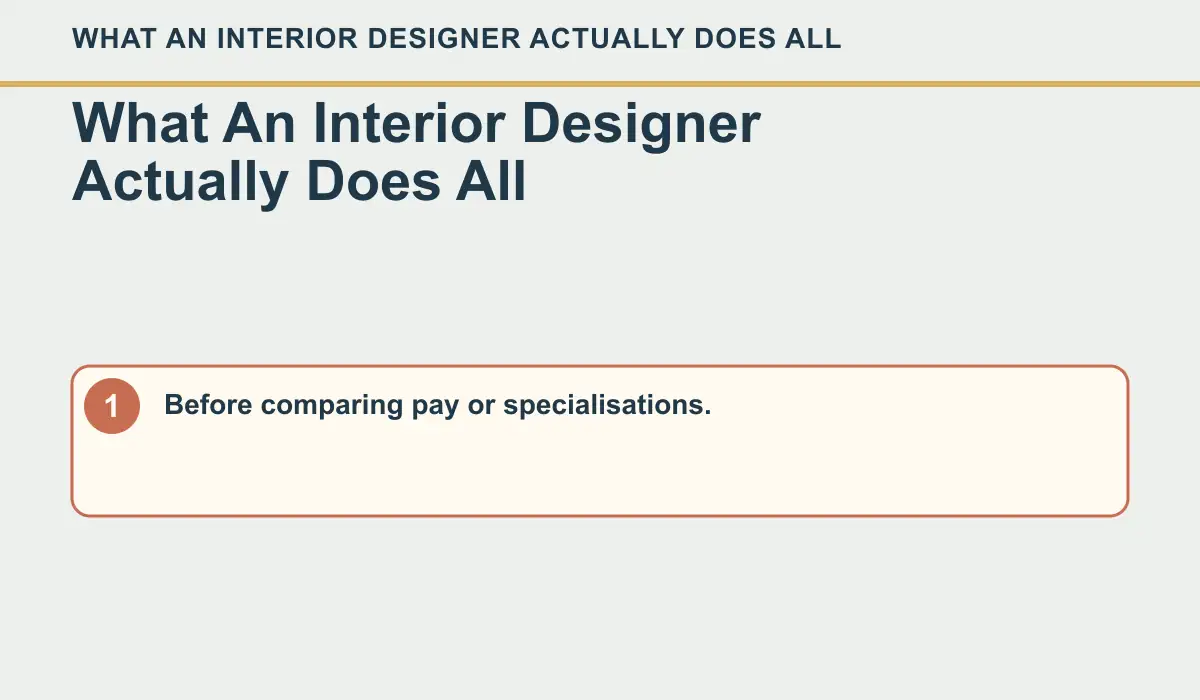 WHAT AN INTERIOR DESIGNER ACTUALLY DOES ALL
What An Interior Designer
Actually Does All
1
Before comparing pay or specialisations.